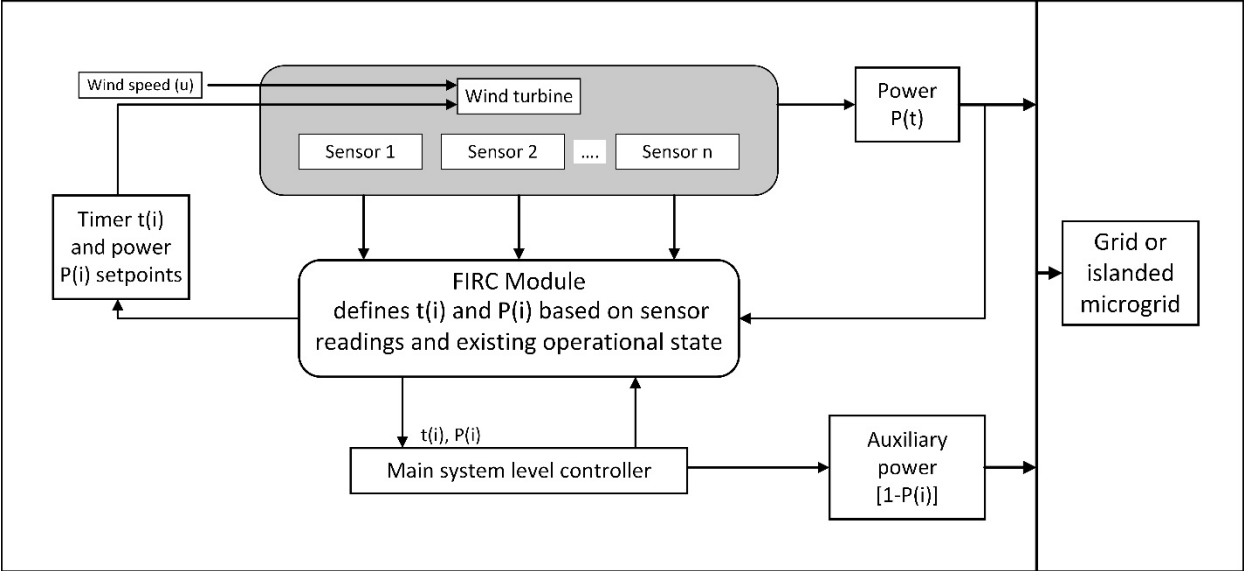 Wind speed (u)
Wind turbine
Sensor 1
Sensor 2
....
Sensor n
Power
P(t)
Timer t(i)
and power
P(i) setpoints
FIRC Module
defines t(i) and P(i) based on sensor
readings and existing operational state
Grid or
islanded
microgrid
t(i), P(i)
Main system level controller
Auxiliary
power
[1-P(i)]